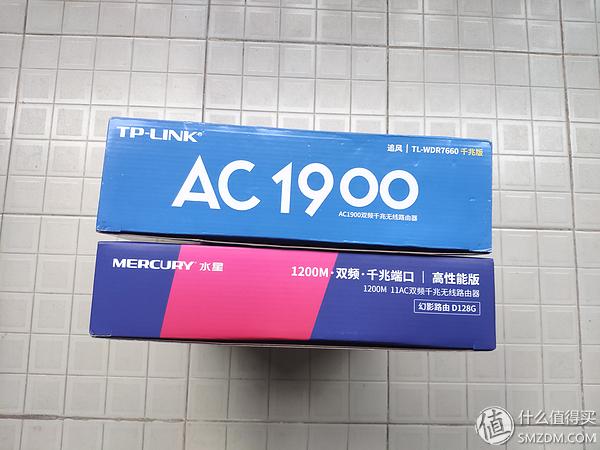 TP-LINK®
追风 | TL-WDR7660 千兆版
AC 1900
AC1900双频千兆无线路由器
MERCURY® 水星
1200M·双频·千兆端口 | 高性能版
1200M 11AC双频千兆无线路由器
幻影路由 D128G
值 什么值得买
SMZDM.COM